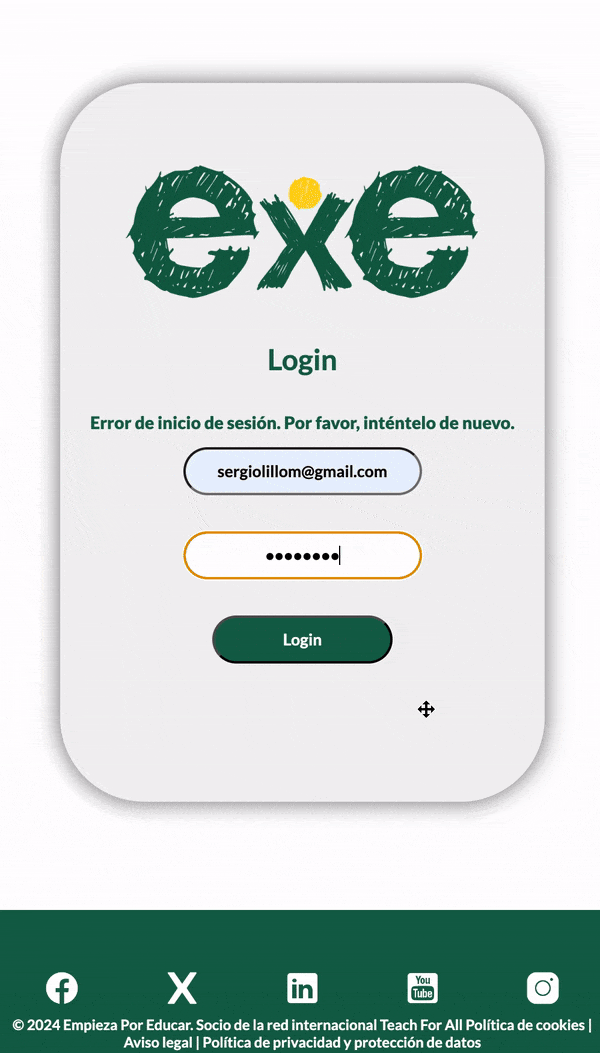 exe
Login
Error de inicio de sesión. Por favor, inténtelo de nuevo.
sergiolillom@gmail.com
••••••••
Login
You
Tube
© 2024 Empieza Por Educar. Socio de la red internacional Teach For All Política de cookies |
Aviso legal | Política de privacidad y protección de datos